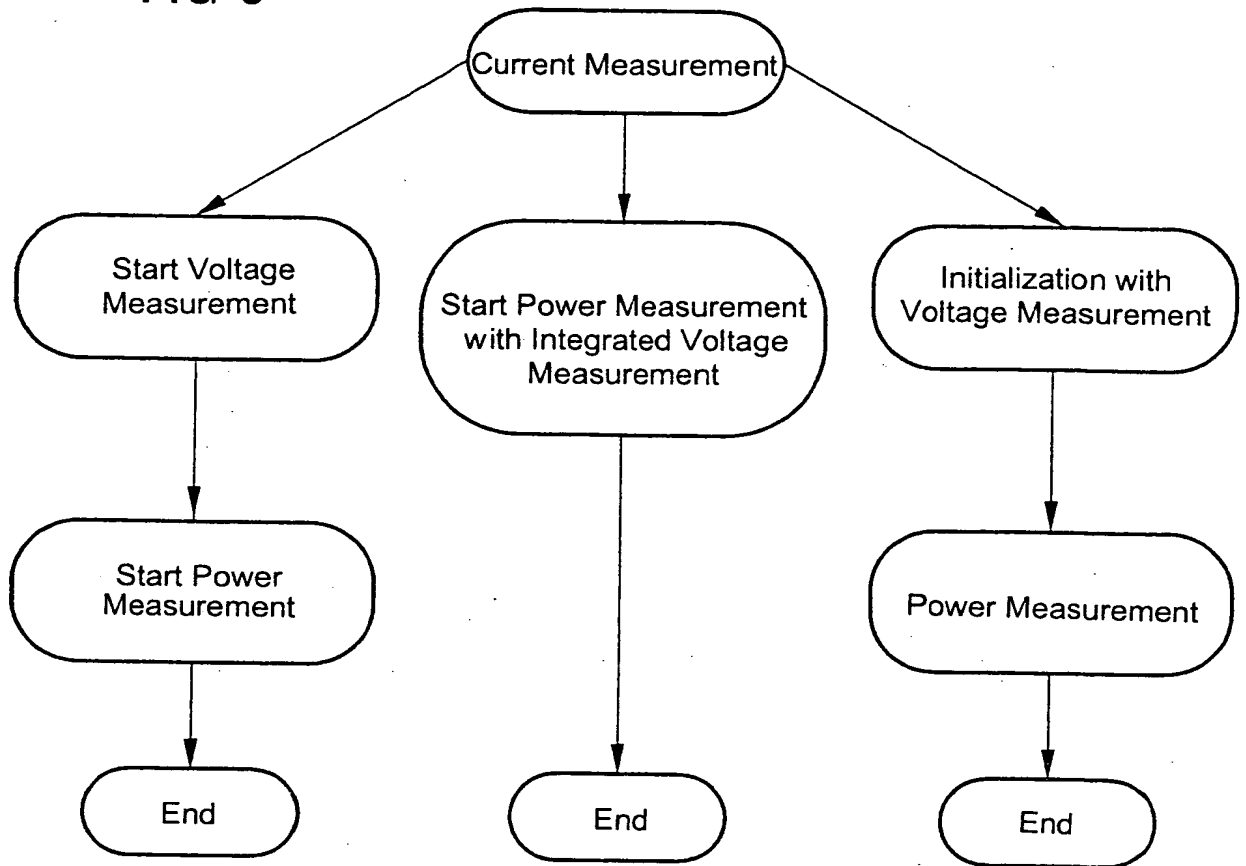 Current Measurement
Start Voltage
Measurement
Start Power Measurement
with Integrated Voltage
Measurement
Initialization with
Voltage Measurement
Start Power
Measurement
Power Measurement
End
End
End